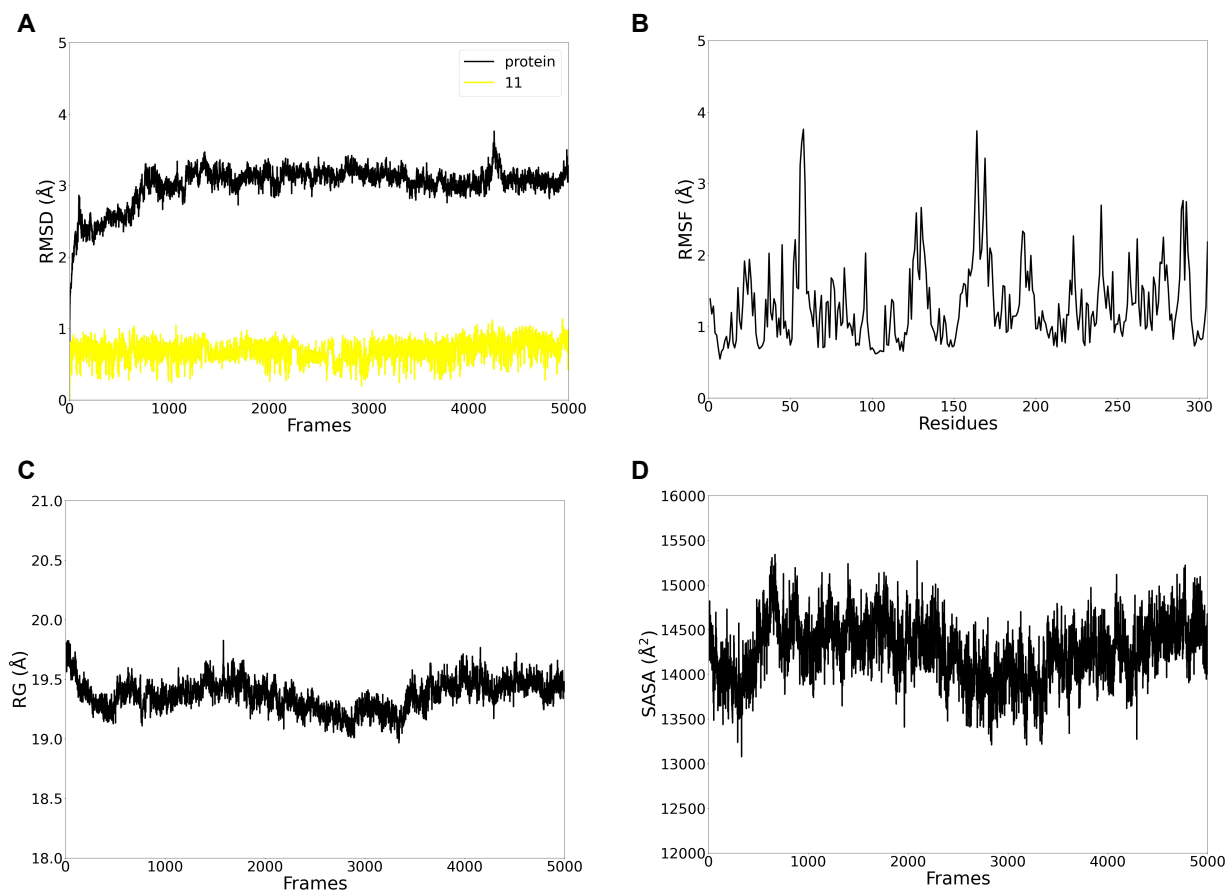 A
RMSD (Å)
5
4
3
2
1
0
protein
11
0 1000 2000 3000 4000 5000
Frames
B
RMSF (Å)
5
4
3
2
1
0
0 50 100 150 200 250 300
Residues
C
RG (Å)
21.0
20.5
20.0
19.5
19.0
18.5
18.0
0 1000 2000 3000 4000 5000
Frames
D
SASA (Å²)
16000
15500
15000
14500
14000
13500
13000
12500
12000
0 1000 2000 3000 4000 5000
Frames